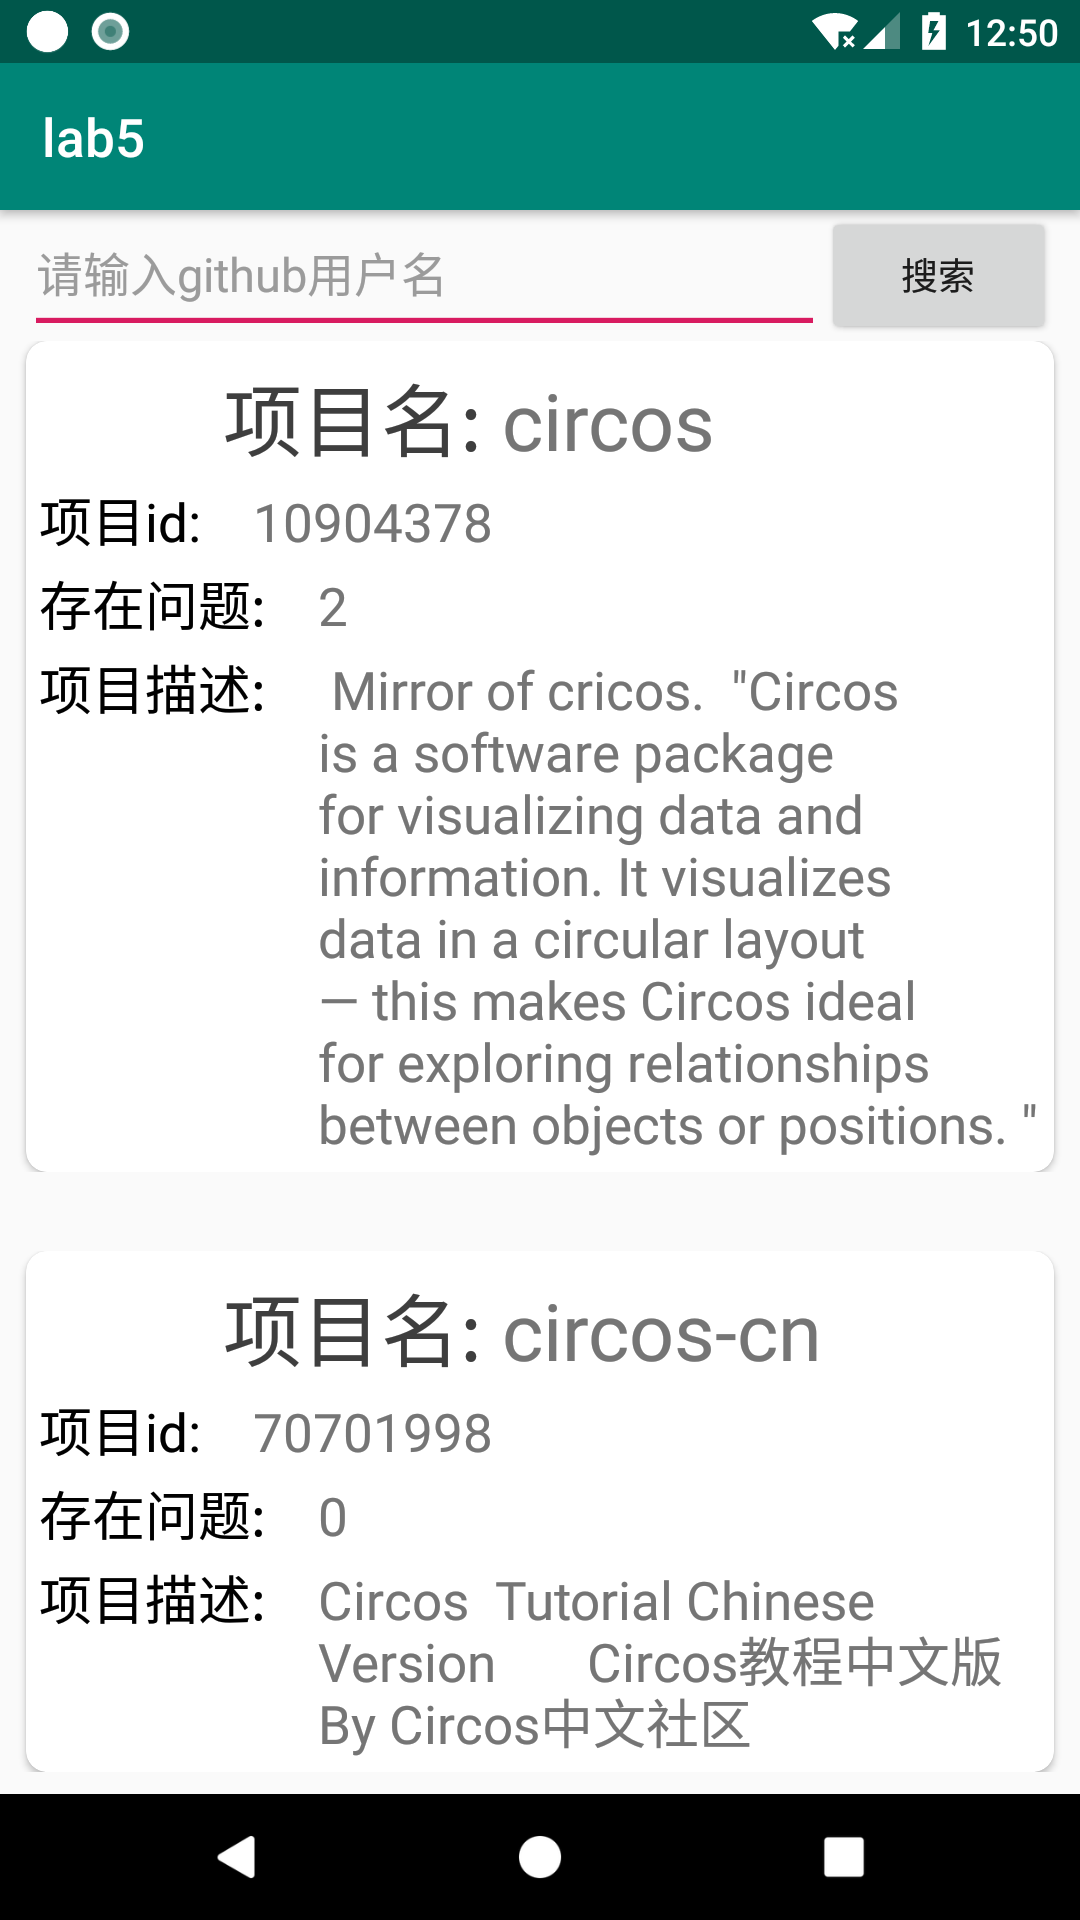 12:50
lab5
请输入github用户名
搜索
项目名: circos
项目id: 10904378
存在问题: 2
项目描述: Mirror of cricos.  "Circos
is a software package
for visualizing data and
information. It visualizes
data in a circular layout
— this makes Circos ideal
for exploring relationships
between objects or positions. "
项目名: circos-cn
项目id: 70701998
存在问题: 0
项目描述: Circos  Tutorial Chinese
Version       Circos教程中文版
By Circos中文社区